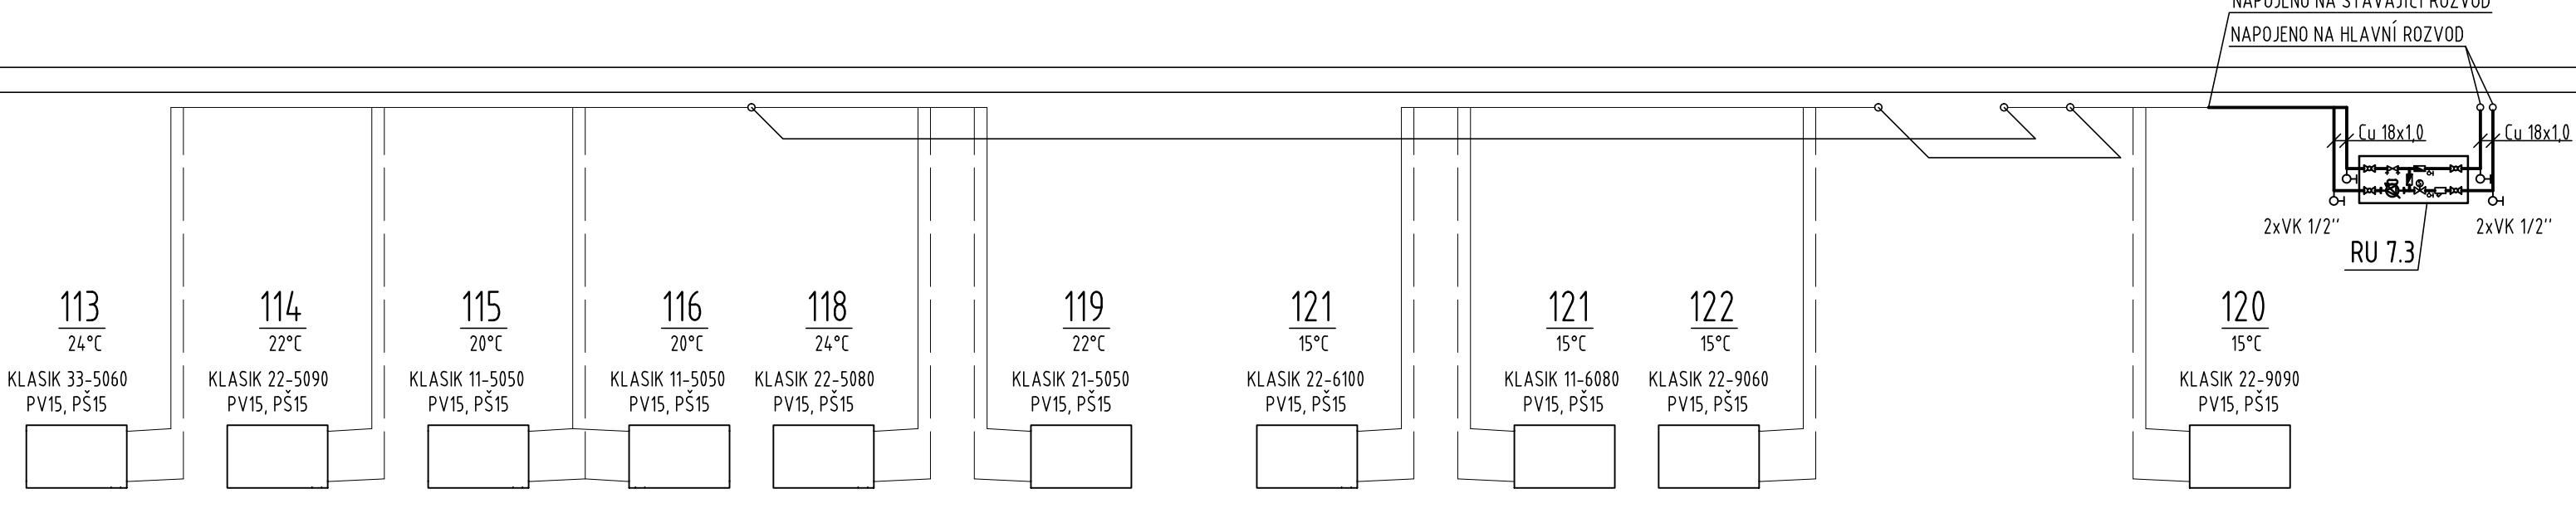 NAPOJENO NA STÁVAJÍCÍ ROZVOD
NAPOJENO NA HLAVNÍ ROZVOD
Cu 18x1,0
Cu 18x1,0
2xVK 1/2''
2xVK 1/2''
RU 7.3
113
24°C
KLASIK 33-5060
PV15, PŠ15
114
22°C
KLASIK 22-5090
PV15, PŠ15
115
20°C
KLASIK 11-5050
PV15, PŠ15
116
20°C
KLASIK 11-5050
PV15, PŠ15
118
24°C
KLASIK 22-5080
PV15, PŠ15
119
22°C
KLASIK 21-5050
PV15, PŠ15
121
15°C
KLASIK 22-6100
PV15, PŠ15
121
15°C
KLASIK 11-6080
PV15, PŠ15
122
15°C
KLASIK 22-9060
PV15, PŠ15
120
15°C
KLASIK 22-9090
PV15, PŠ15